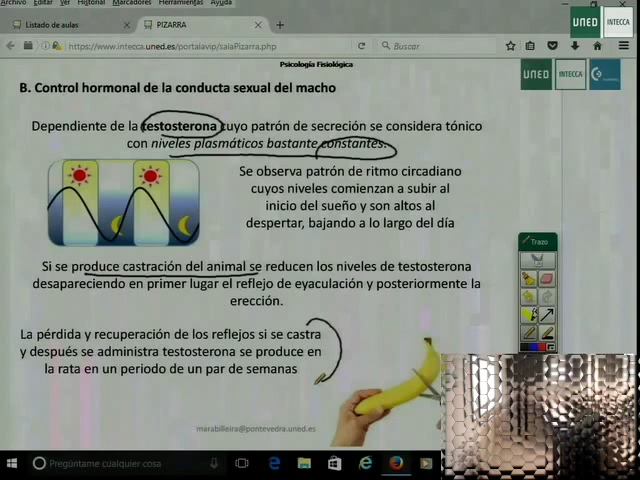 Archivo Editar Ver Historial Marcadores Herramientas Ayuda
Listado de aulas
PIZARRA
https://www.intecca.uned.es/portalavip/salaPizarra.php
Buscar
UNED
INTECCA
Psicología Fisiológica
UNED
INTECCA
B. Control hormonal de la conducta sexual del macho
Dependiente de la testosterona cuyo patrón de secreción se considera tónico
con niveles plasmáticos bastante constantes.
Se observa patrón de ritmo circadiano
cuyos niveles comienzan a subir al
inicio del sueño y son altos al
despertar, bajando a lo largo del día
Trazo
Si se produce castración del animal se reducen los niveles de testosterona
desapareciendo en primer lugar el reflejo de eyaculación y posteriormente la
erección.
La pérdida y recuperación de los reflejos si se castra
y después se administra testosterona se produce en
la rata en un periodo de un par de semanas
marabilleira@pontevedra.uned.es
Pregúntame cualquier cosa